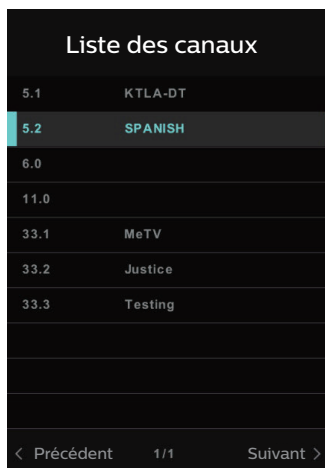 Liste des canaux
5.1 KTLA-DT
5.2 SPANISH
6.0
11.0
33.1 MeTV
33.2 Justice
33.3 Testing
< Précédent 1/1 Suivant >